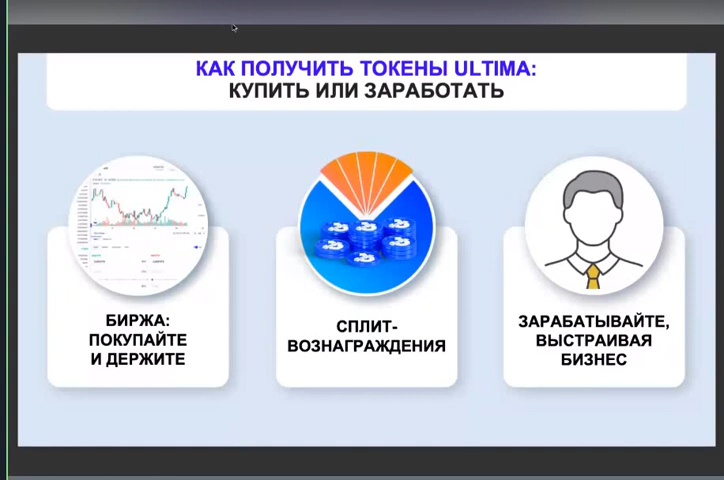 КАК ПОЛУЧИТЬ ТОКЕНЫ ULTIMA:
КУПИТЬ ИЛИ ЗАРАБОТАТЬ
БИРЖА:
ПОКУПАЙТЕ
И ДЕРЖИТЕ
СПЛИТ-
ВОЗНАГРАЖДЕНИЯ
ЗАРАБАТЫВАЙТЕ,
ВЫСТРАИВАЯ
БИЗНЕС